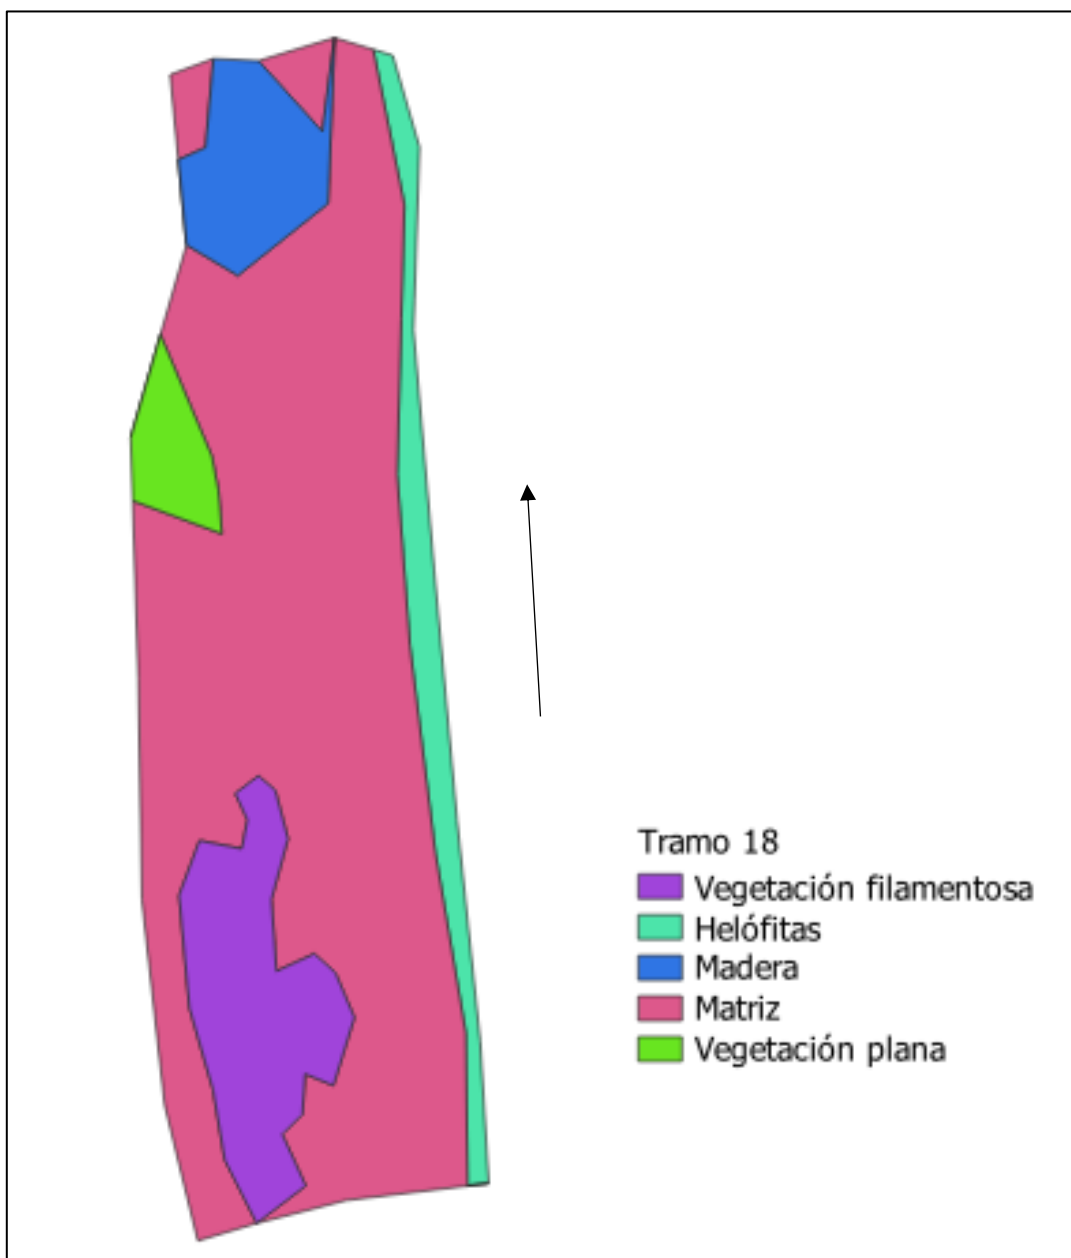 Tramo 18
Vegetación filamentosa
Helófitas
Madera
Matriz
Vegetación plana